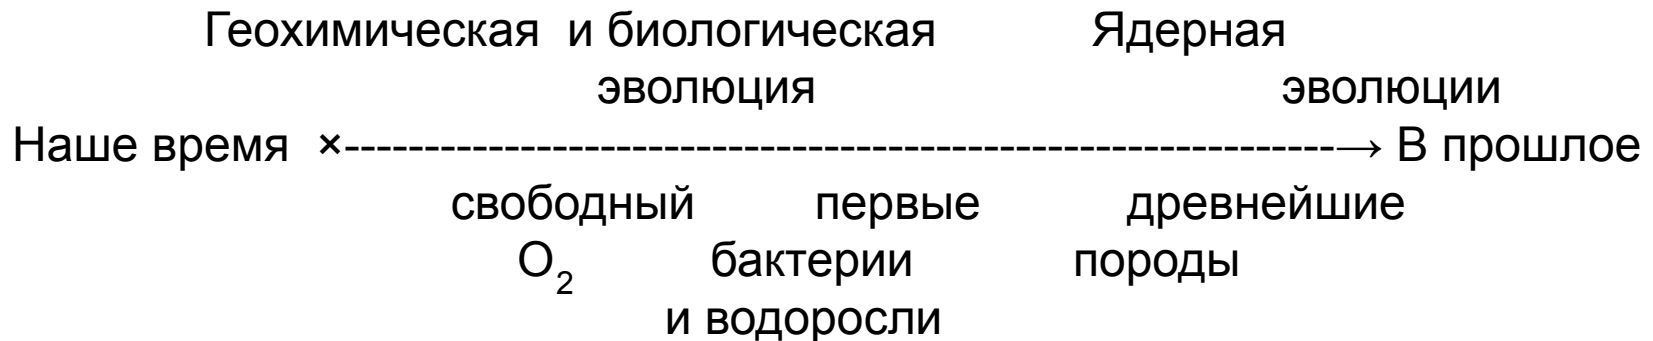 Геохимическая и биологическая Ядерная
эволюция эволюции
Наше время ×--------------------------------------------------------------→ В прошлое
свободный первые древнейшие
O₂ бактерии породы
и водоросли